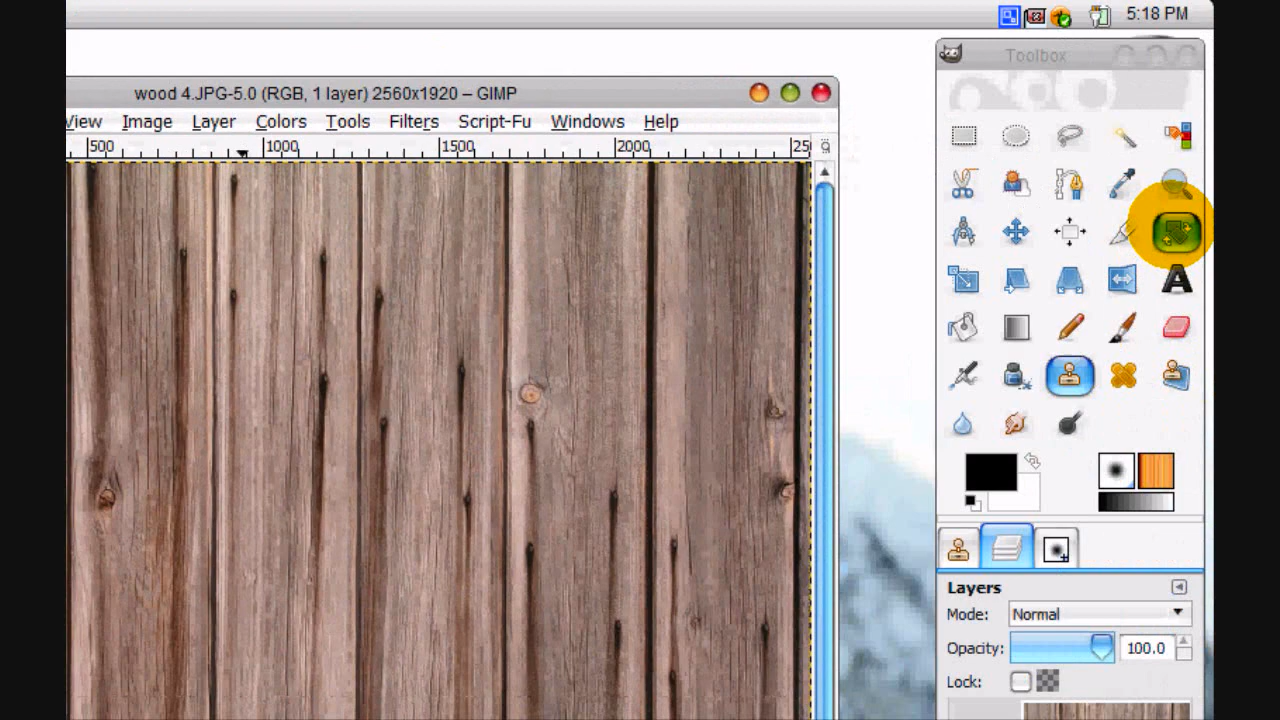 5:18 PM
Toolbox
wood 4.JPG-5.0 (RGB, 1 layer) 2560x1920 – GIMP
View Image Layer Colors Tools Filters Script-Fu Windows Help
500 1000 1500 2000 250
Layers
Mode: Normal
Opacity: 100.0
Lock: